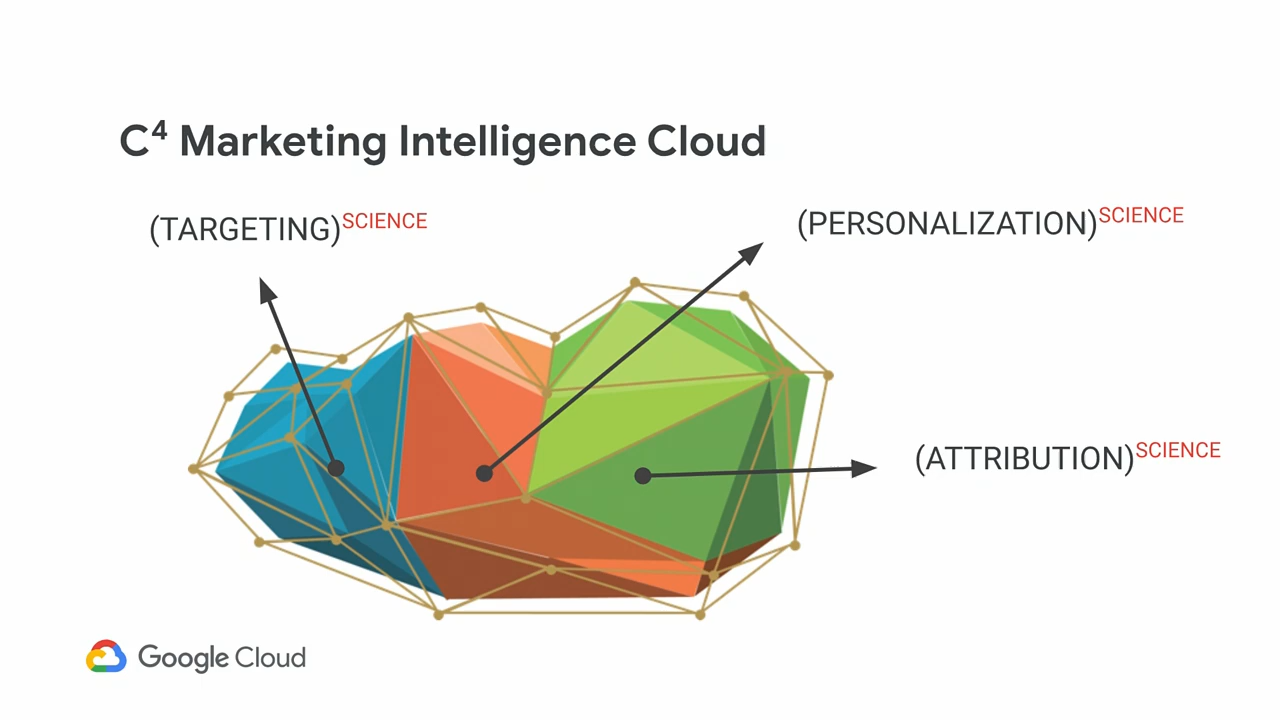 C⁴ Marketing Intelligence Cloud
(TARGETING)SCIENCE
(PERSONALIZATION)SCIENCE
(ATTRIBUTION)SCIENCE
Google Cloud